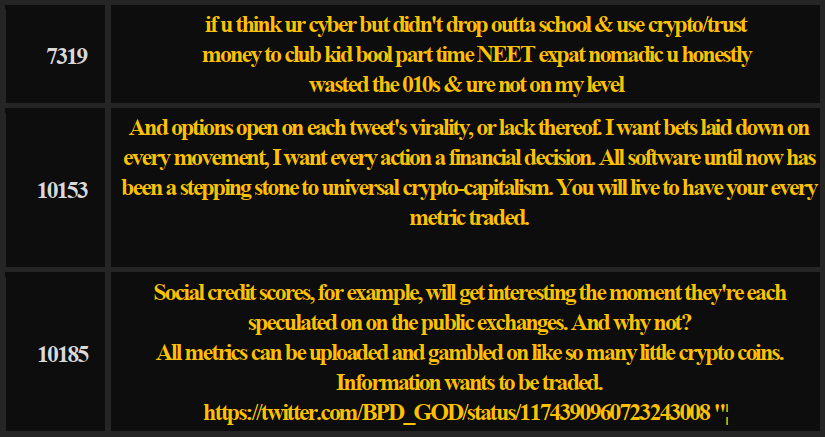 if u think ur cyber but didn't drop outta school & use crypto/trust
7319 money to club kid bool part time NEET expat nomadic u honestly
wasted the 010s & ure not on my level
And options open on each tweet's virality, or lack thereof. I want bets laid down on
every movement, I want every action a financial decision. All software until now has
10153 been a stepping stone to universal crypto-capitalism. You will live to have your every
metric traded.
Social credit scores, for example, will get interesting the moment they're each
speculated on on the public exchanges. And why not?
10185 All metrics can be uploaded and gambled on like so many little crypto coins.
Information wants to be traded.
https://twitter.com/BPD_GOD/status/1174390960723243008 "¦